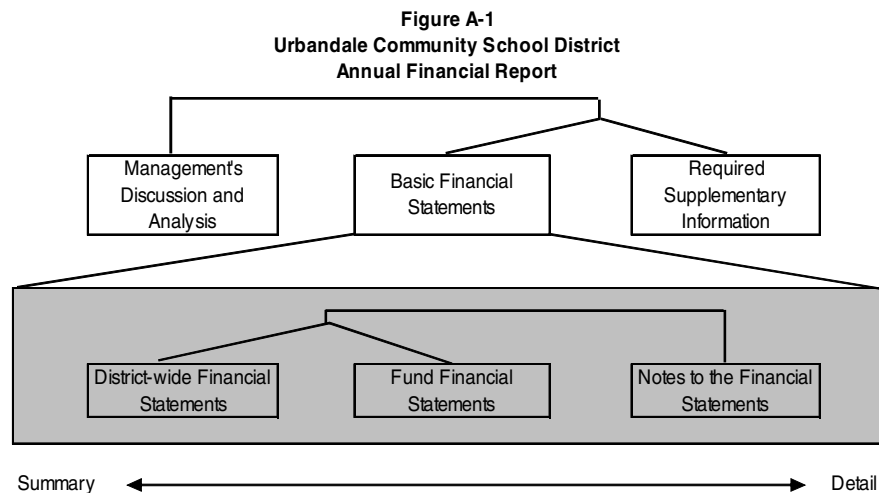 Figure A-1
Urbandale Community School District
Annual Financial Report
Management's
Discussion and
Analysis
Basic Financial
Statements
Required
Supplementary
Information
District-wide Financial
Statements
Fund Financial
Statements
Notes to the Financial
Statements
Summary
Detail